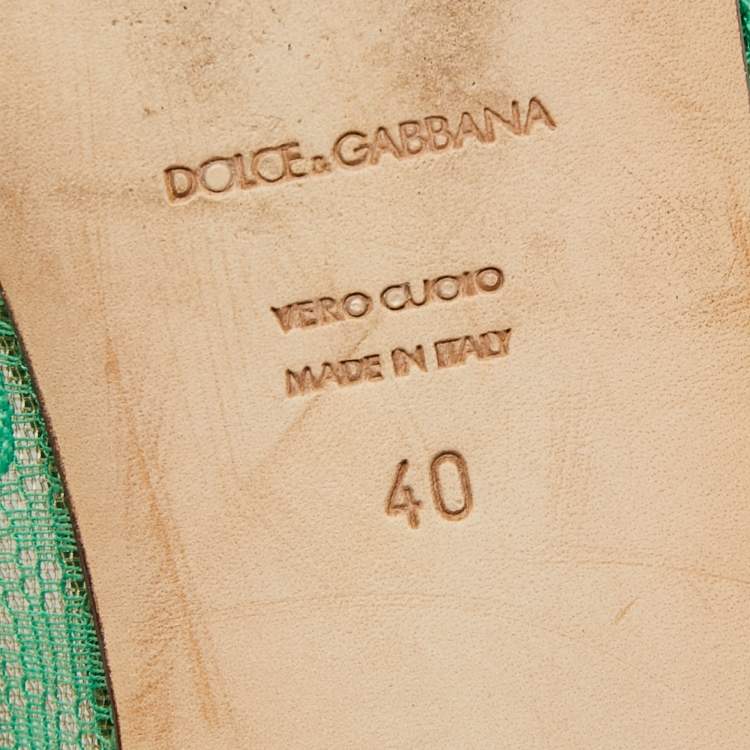 DOLCE & GABBANA
VERO CUOIO
MADE IN ITALY
40